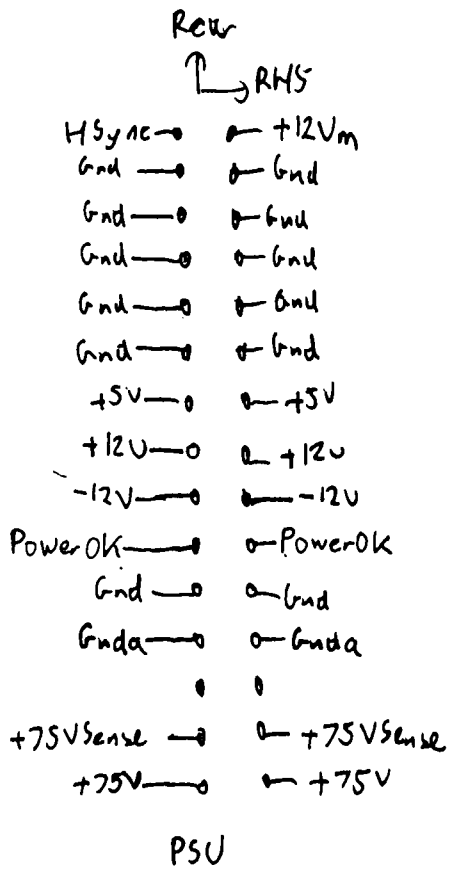 Rear
RHS
HSync +12Vm
Gnd Gnd
Gnd Gnd
Gnd Gnd
Gnd Gnd
Gnd Gnd
+5V +5V
+12V +12V
-12V -12V
PowerOK PowerOK
Gnd Gnd
Gnda Gnda
+75VSense +75VSense
+75V +75V
PSU